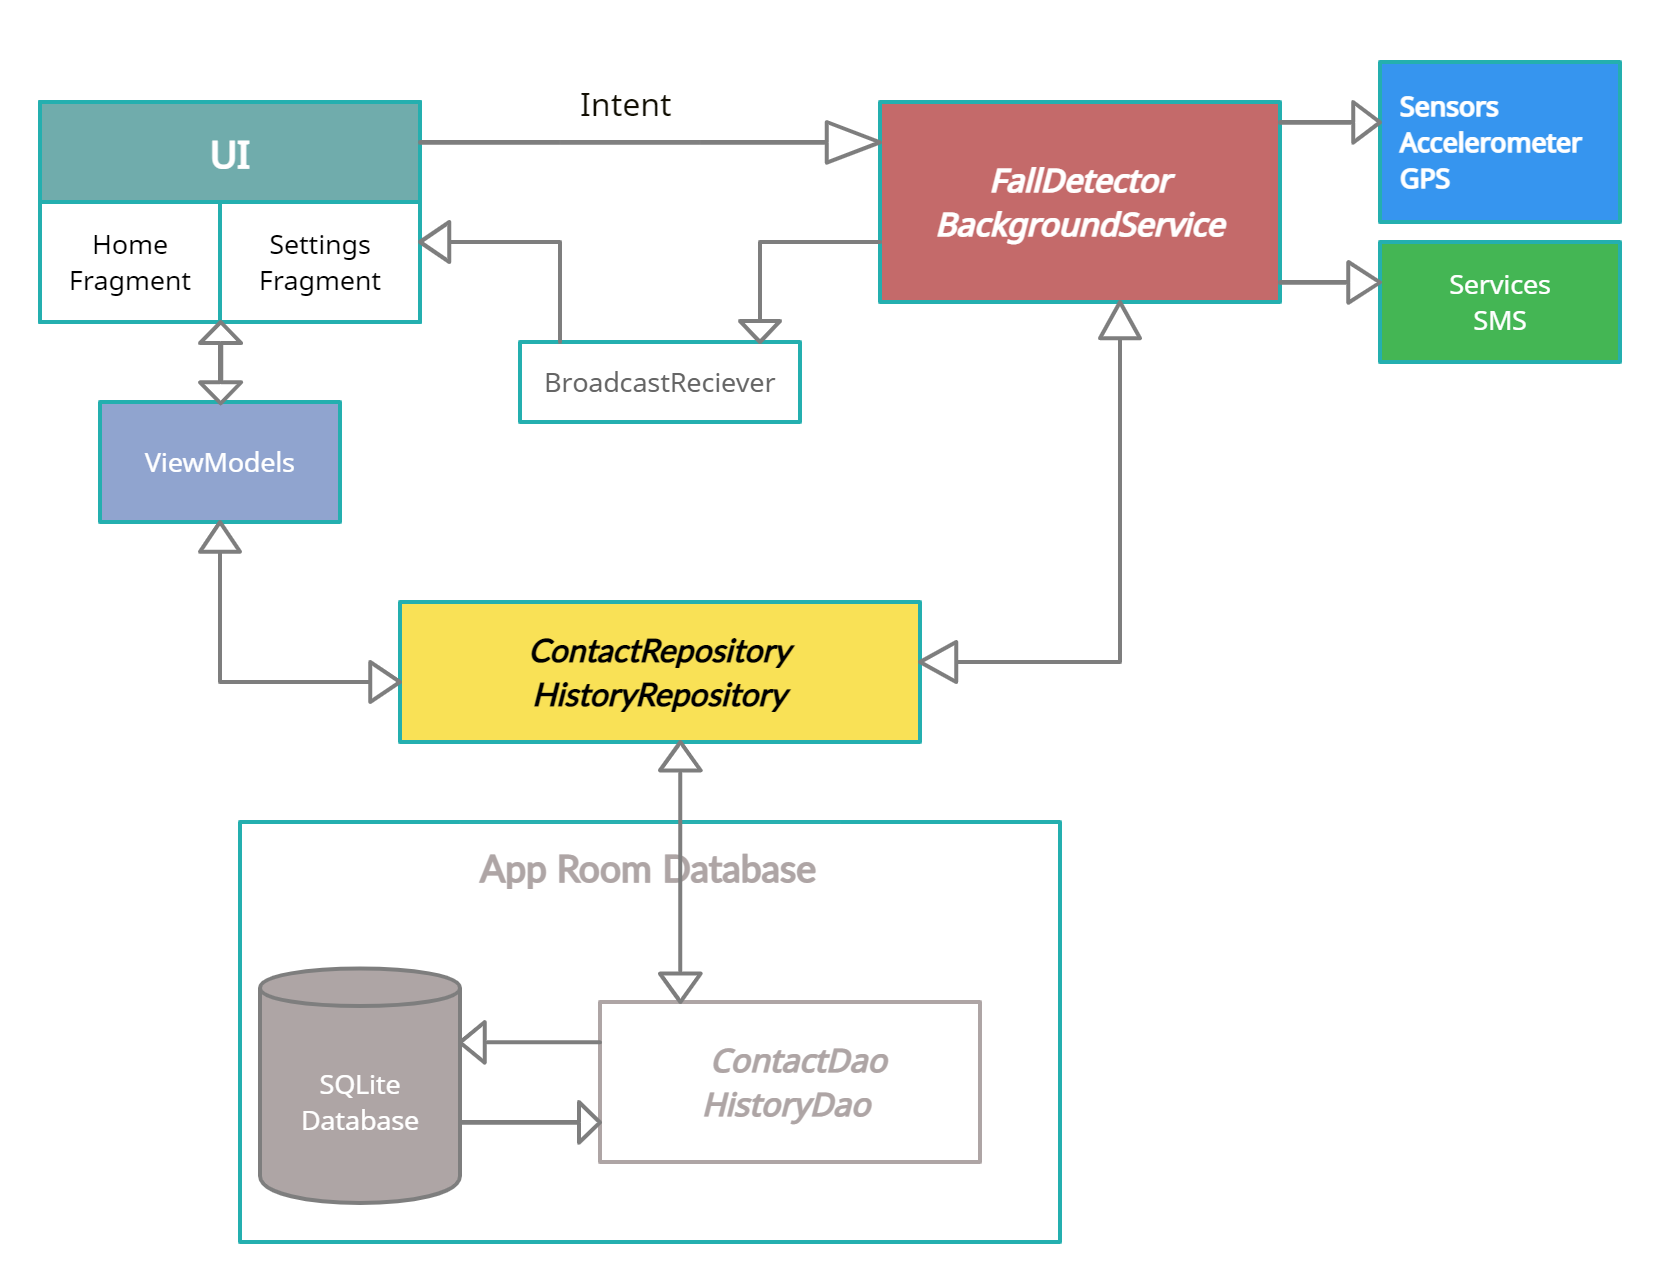 Intent
UI
Home
Fragment
Settings
Fragment
FallDetector
BackgroundService
Sensors
Accelerometer
GPS
Services
SMS
BroadcastReciever
ViewModels
ContactRepository
HistoryRepository
App Room Database
SQLite
Database
ContactDao
HistoryDao